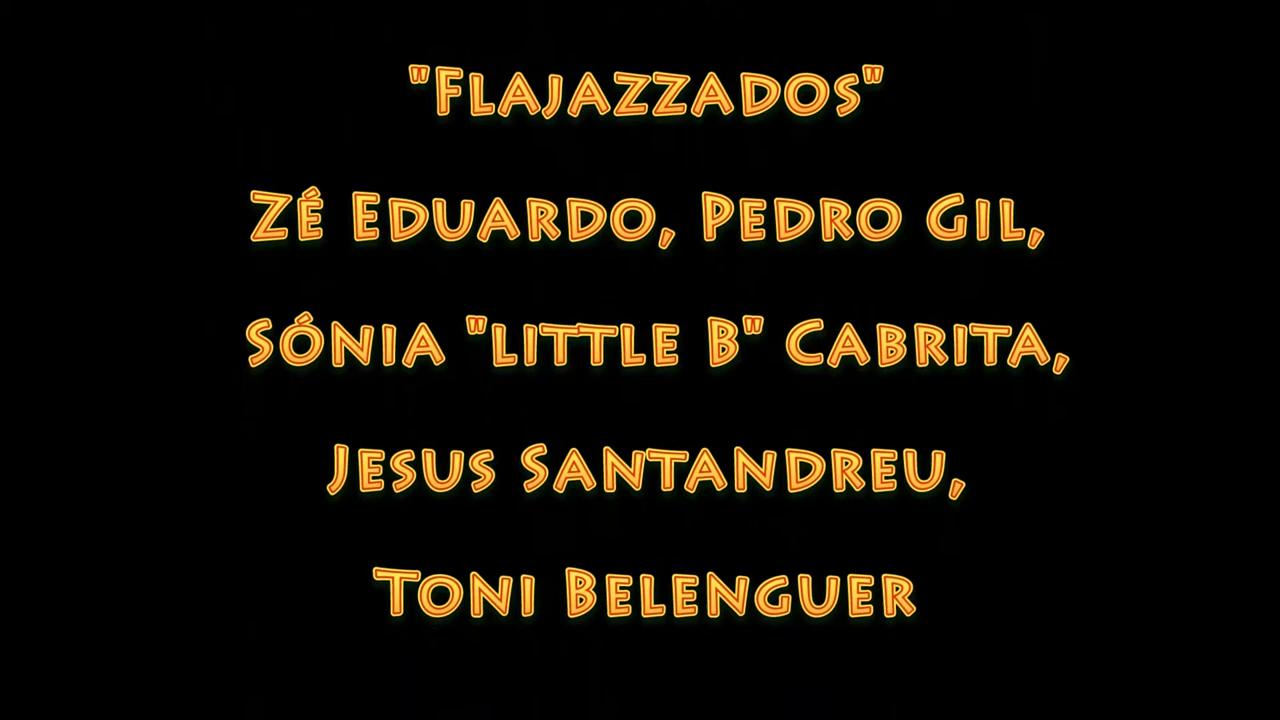 "Flajazzados"
Zé Eduardo, Pedro Gil,
Sónia "little B" Cabrita,
Jesus Santandreu,
Toni Belenguer